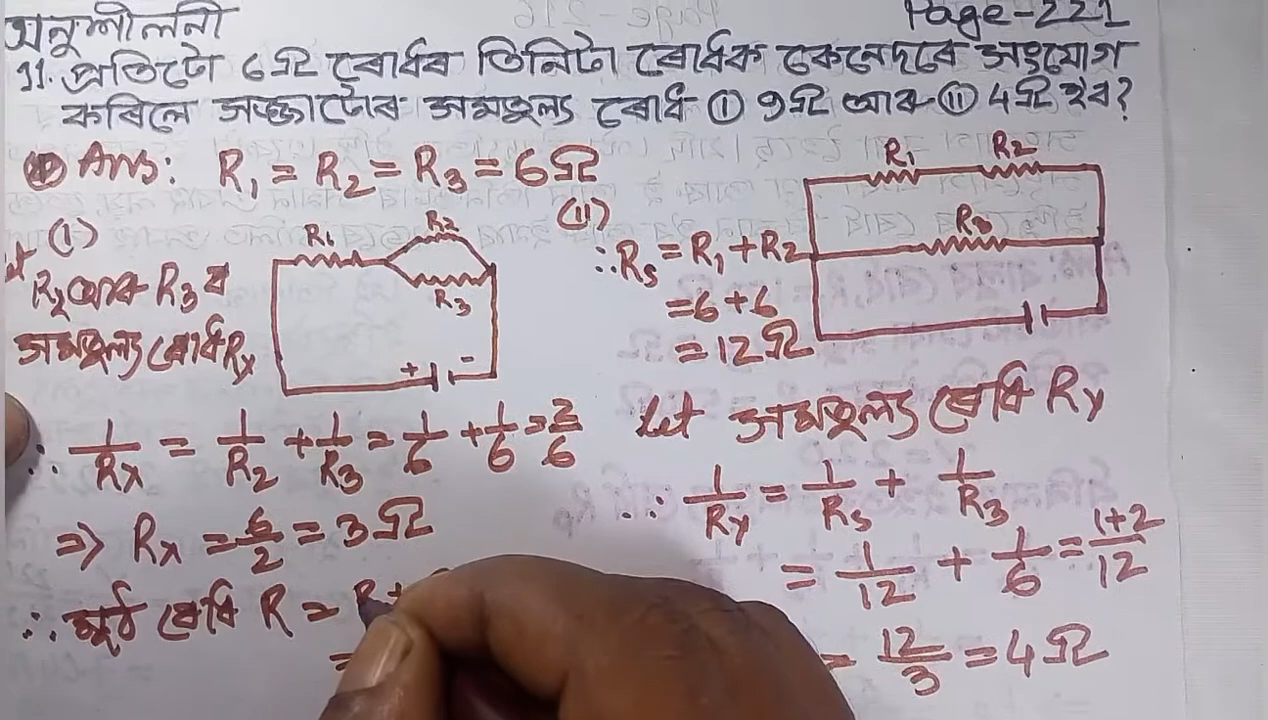 অনুশীলনী
Page-221
11. প্ৰতিটো 6Ω ৰোধৰ তিনিটা ৰোধক কেনেদৰে সংযোগ
কৰিলে সজ্জাটোৰ সমতুল্য ৰোধ (i) 9Ω আৰু (ii) 4Ω হ'ব?
Ans: R₁ = R₂ = R₃ = 6Ω
(i)
R₁
R₂
R₃
+ -
R₂ আৰু R₃ ৰ
সমতুল্য ৰোধ Rₓ
∴ 1/Rₓ = 1/R₂ + 1/R₃ = 1/6 + 1/6 = 2/6
⇒ Rₓ = 6/2 = 3Ω
∴ মুঠ ৰোধ R = R +
=
(ii)
R₁ R₂
R₃
∴ Rₛ = R₁ + R₂
= 6 + 6
= 12Ω
Let সমতুল্য ৰোধ Rᵧ
∴ 1/Rᵧ = 1/Rₛ + 1/R₃
= 1/12 + 1/6 = 1+2/12
= 12/3 = 4Ω